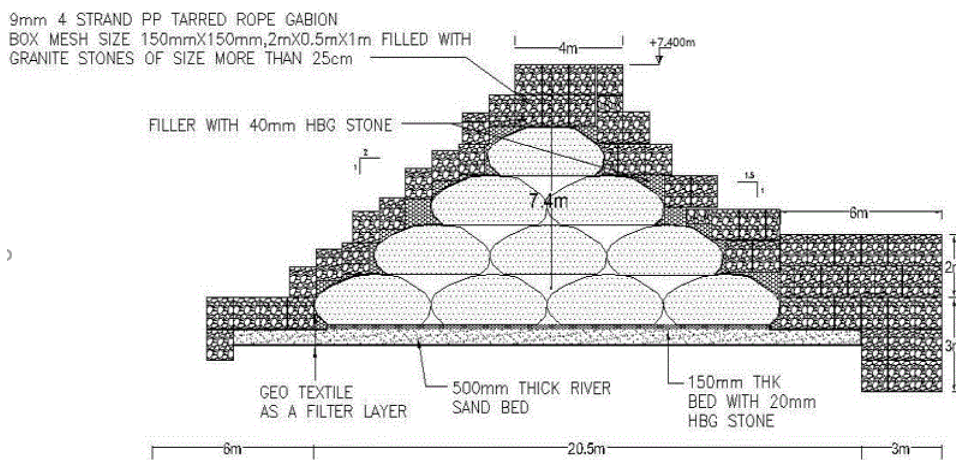 9mm 4 STRAND PP TARRED ROPE GABION
BOX MESH SIZE 150mmX150mm,2mX0.5mX1m FILLED WITH
GRANITE STONES OF SIZE MORE THAN 25cm
4m
+7.400m
FILLER WITH 40mm HBG STONE
2
1
1.5
1
7.4m
6m
GEO TEXTILE
AS A FILTER LAYER
500mm THICK RIVER
SAND BED
150mm THK
BED WITH 20mm
HBG STONE
6m
20.5m
3m